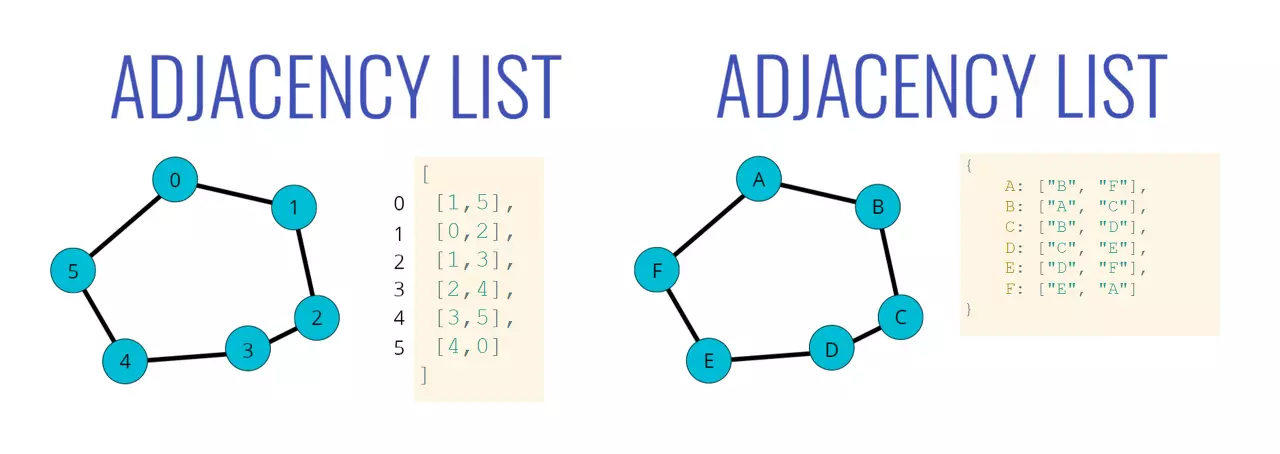 ADJACENCY LIST
0
1
2
3
4
5
0
1
2
3
4
5
[
[1,5],
[0,2],
[1,3],
[2,4],
[3,5],
[4,0]
]
ADJACENCY LIST
A
B
C
D
E
F
{
A: ["B", "F"],
B: ["A", "C"],
C: ["B", "D"],
D: ["C", "E"],
E: ["D", "F"],
F: ["E", "A"]
}